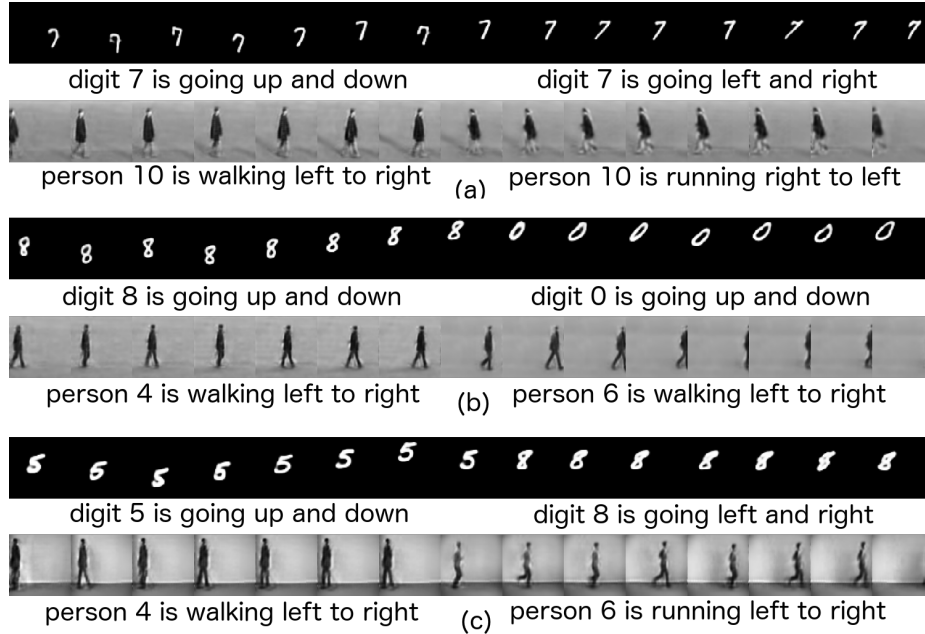 digit 7 is going up and down digit 7 is going left and right
person 10 is walking left to right (a) person 10 is running right to left
digit 8 is going up and down digit 0 is going up and down
person 4 is walking left to right (b) person 6 is walking left to right
digit 5 is going up and down digit 8 is going left and right
person 4 is walking left to right (c) person 6 is running left to right